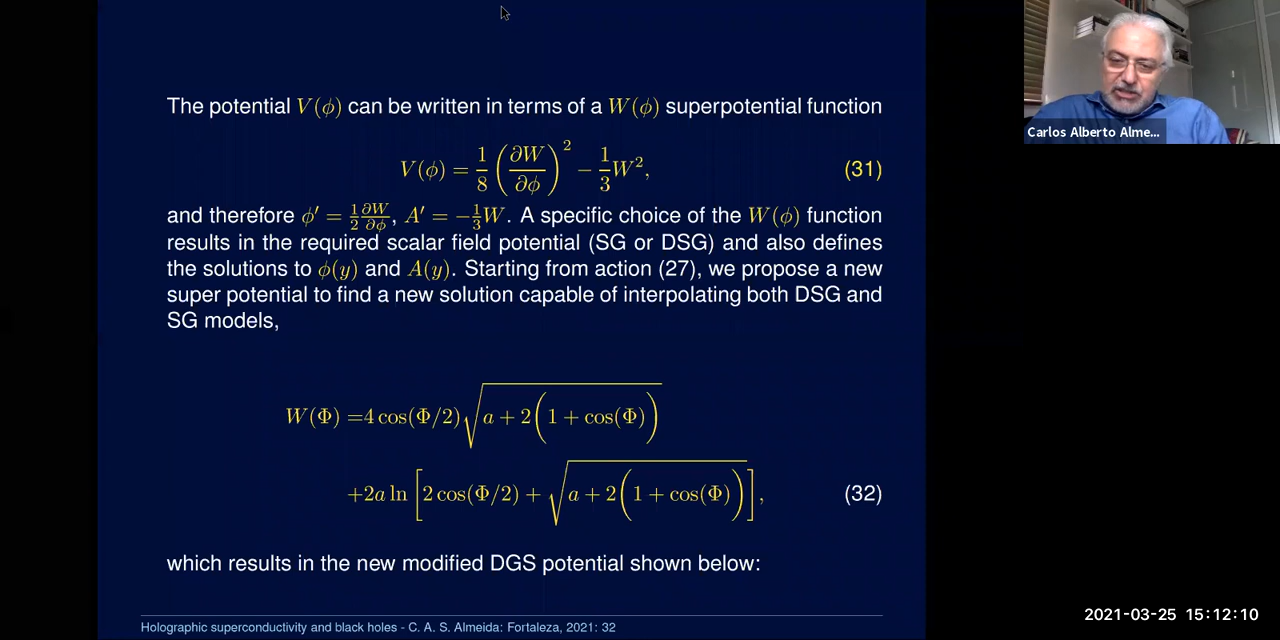 The potential V(ϕ) can be written in terms of a W(ϕ) superpotential function
V(ϕ) = 1/8 (∂W/∂ϕ)² − 1/3 W², (31)
and therefore ϕ′ = 1/2 ∂W/∂ϕ, A′ = −1/3 W. A specific choice of the W(ϕ) function
results in the required scalar field potential (SG or DSG) and also defines
the solutions to ϕ(y) and A(y). Starting from action (27), we propose a new
super potential to find a new solution capable of interpolating both DSG and
SG models,
W(Φ) =4 cos(Φ/2)√(a + 2(1 + cos(Φ)))
+2a ln [2 cos(Φ/2) + √(a + 2(1 + cos(Φ)))], (32)
which results in the new modified DGS potential shown below:
Holographic superconductivity and black holes - C. A. S. Almeida: Fortaleza, 2021: 32
Carlos Alberto Alme...
2021-03-25 15:12:10